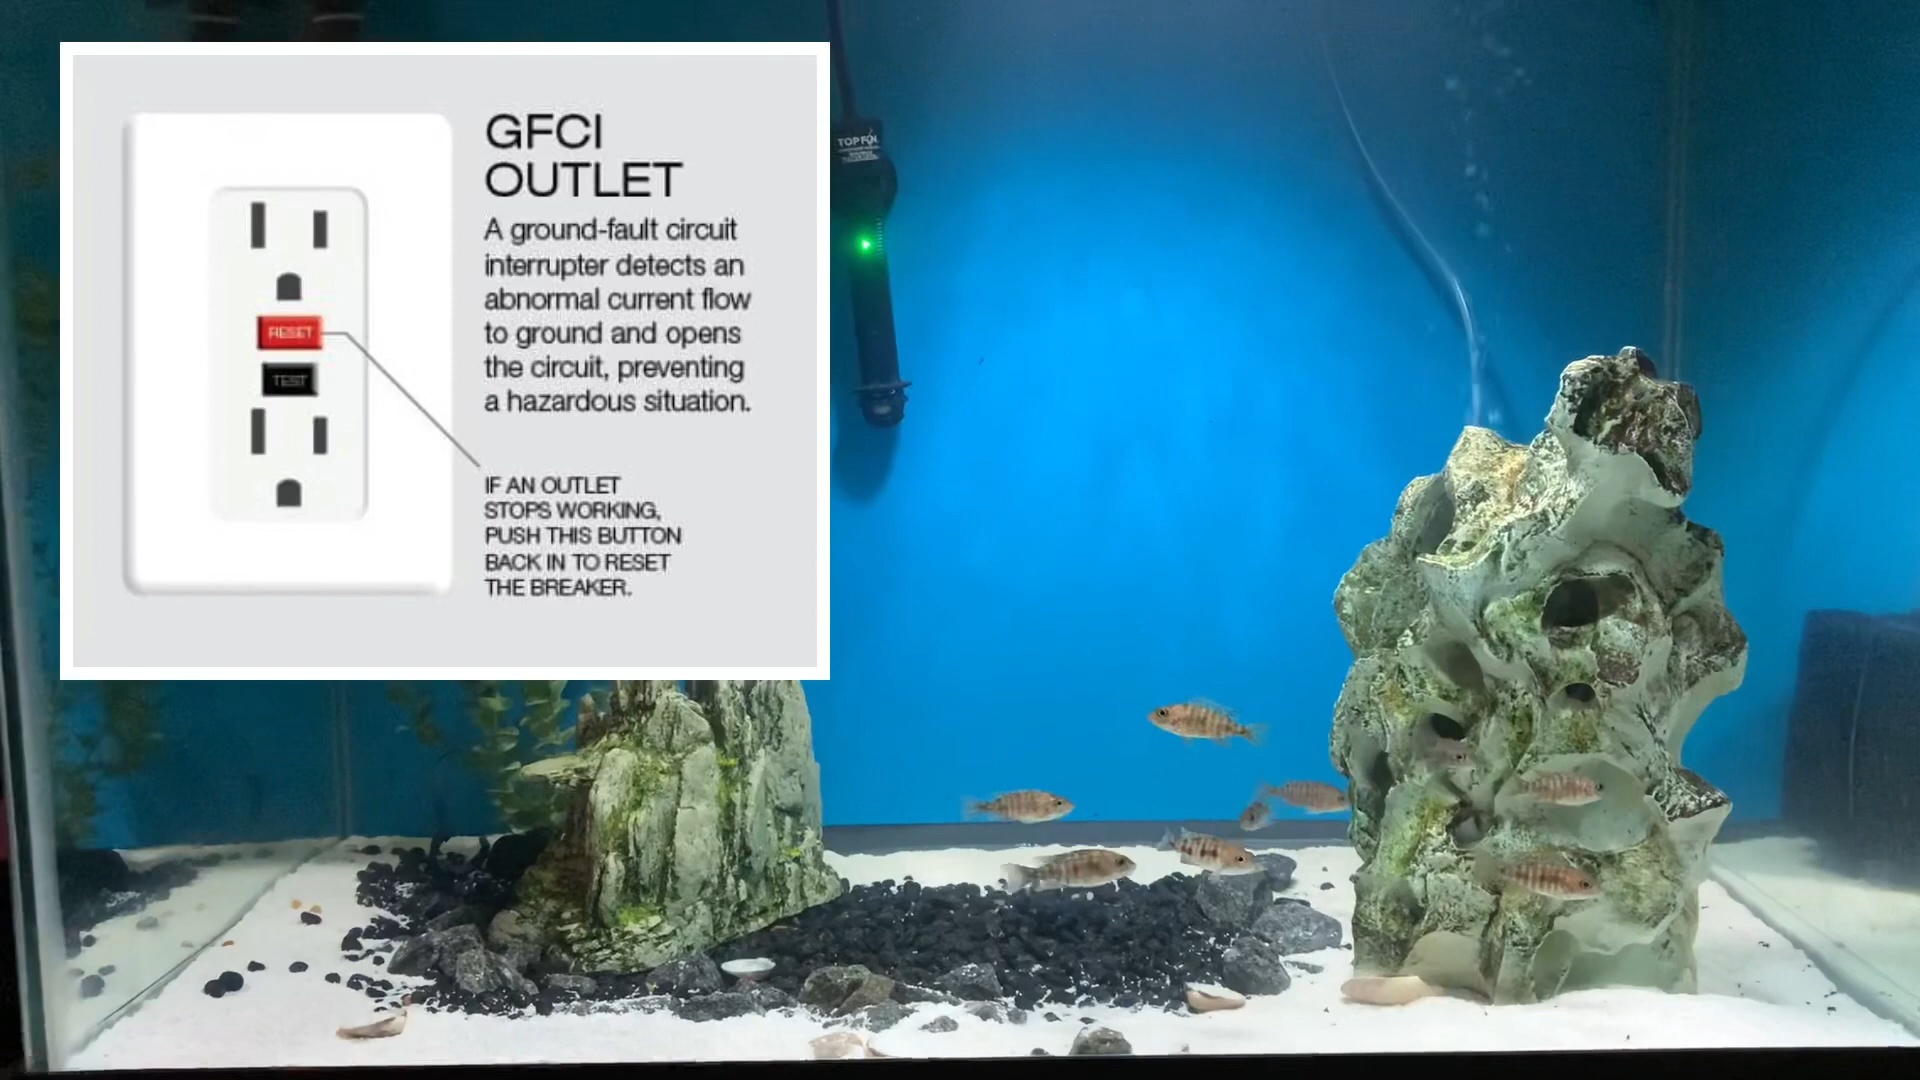 GFCI
OUTLET
A ground-fault circuit
interrupter detects an
abnormal current flow
to ground and opens
the circuit, preventing
a hazardous situation.
RESET
TEST
IF AN OUTLET
STOPS WORKING,
PUSH THIS BUTTON
BACK IN TO RESET
THE BREAKER.